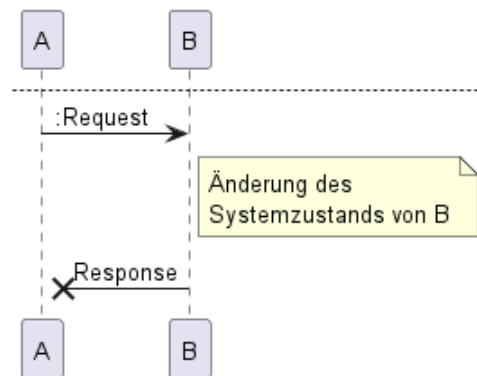 A B
:Request
Änderung des
Systemzustands von B
Response
A B